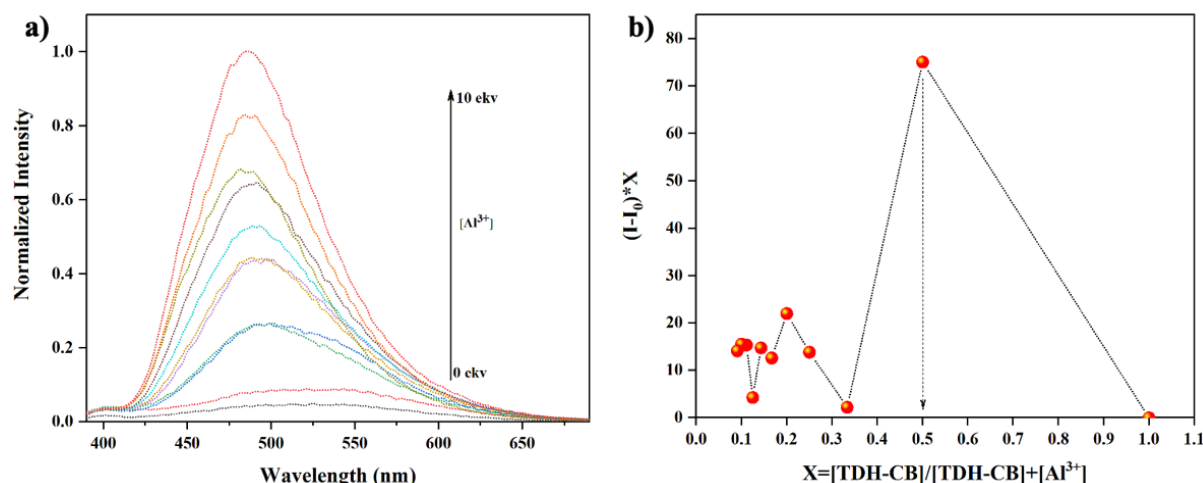 a)
Normalized Intensity
1.0
0.8
0.6
0.4
0.2
0.0
10 ekv
[Al³⁺]
0 ekv
400 450 500 550 600 650
Wavelength (nm)
b)
(I-I₀)*X
80
70
60
50
40
30
20
10
0
0.0 0.1 0.2 0.3 0.4 0.5 0.6 0.7 0.8 0.9 1.0 1.1
X=[TDH-CB]/[TDH-CB]+[Al³⁺]